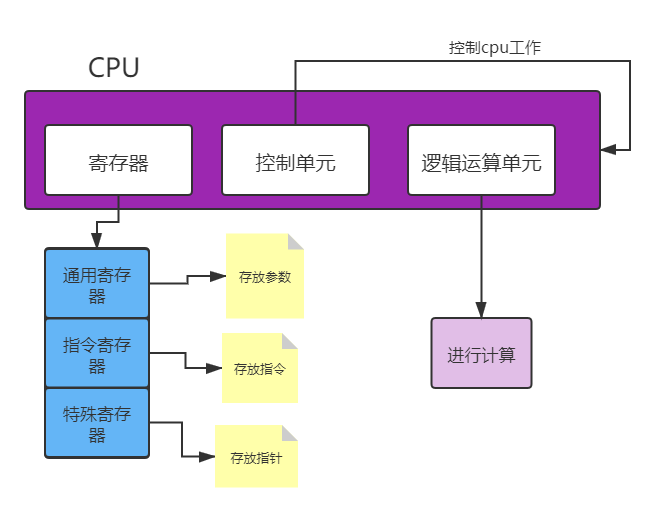 控制cpu工作
CPU
寄存器
控制单元
逻辑运算单元
通用寄存
器
存放参数
指令寄存
器
存放指令
进行计算
特殊寄存
器
存放指针